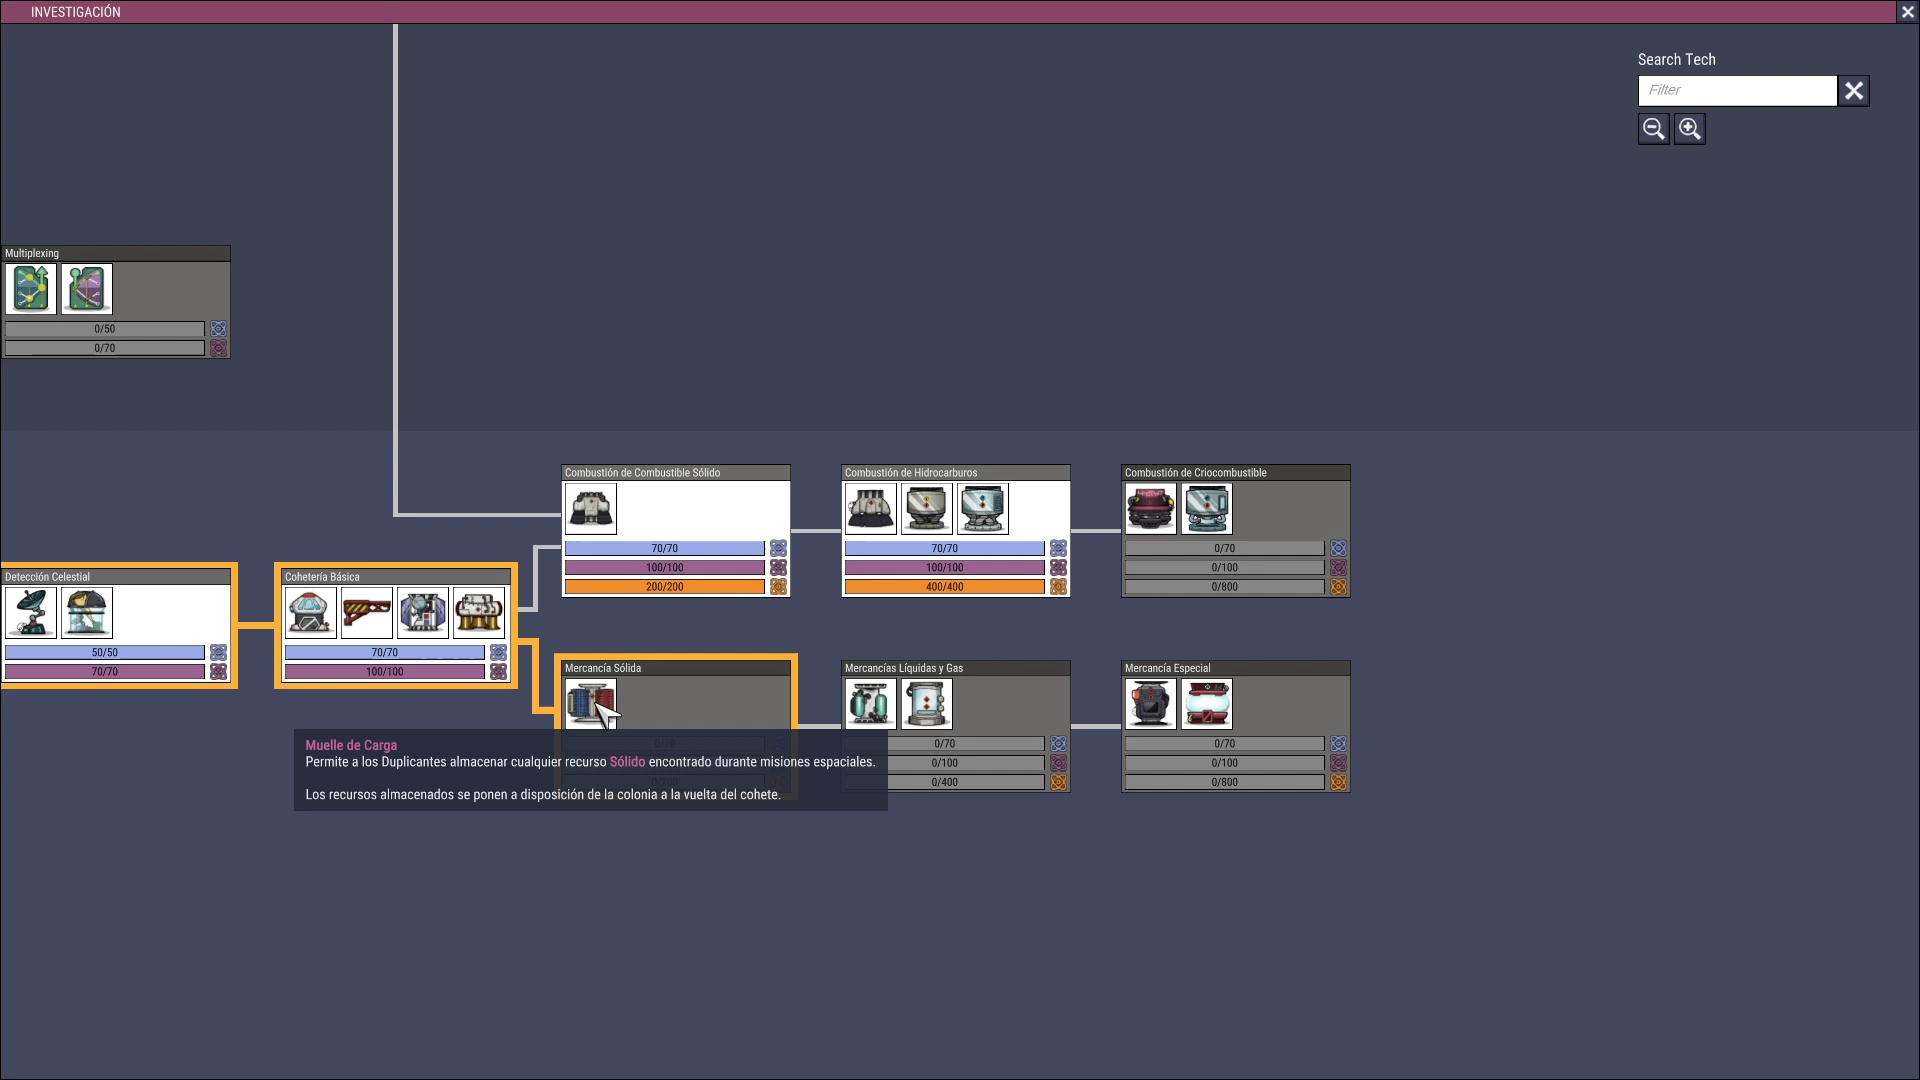 INVESTIGACIÓN
Search Tech
Filter
Multiplexing
0/50
0/70
Combustión de Combustible Sólido
70/70
100/100
200/200
Combustión de Hidrocarburos
70/70
100/100
400/400
Combustión de Criocombustible
0/70
0/100
0/800
Detección Celestial
50/50
70/70
Cohetería Básica
70/70
100/100
Mercancía Sólida
Mercancías Líquidas y Gas
0/70
0/100
0/400
Mercancía Especial
0/70
0/100
0/800
Muelle de Carga
Permite a los Duplicantes almacenar cualquier recurso Sólido encontrado durante misiones espaciales.
Los recursos almacenados se ponen a disposición de la colonia a la vuelta del cohete.